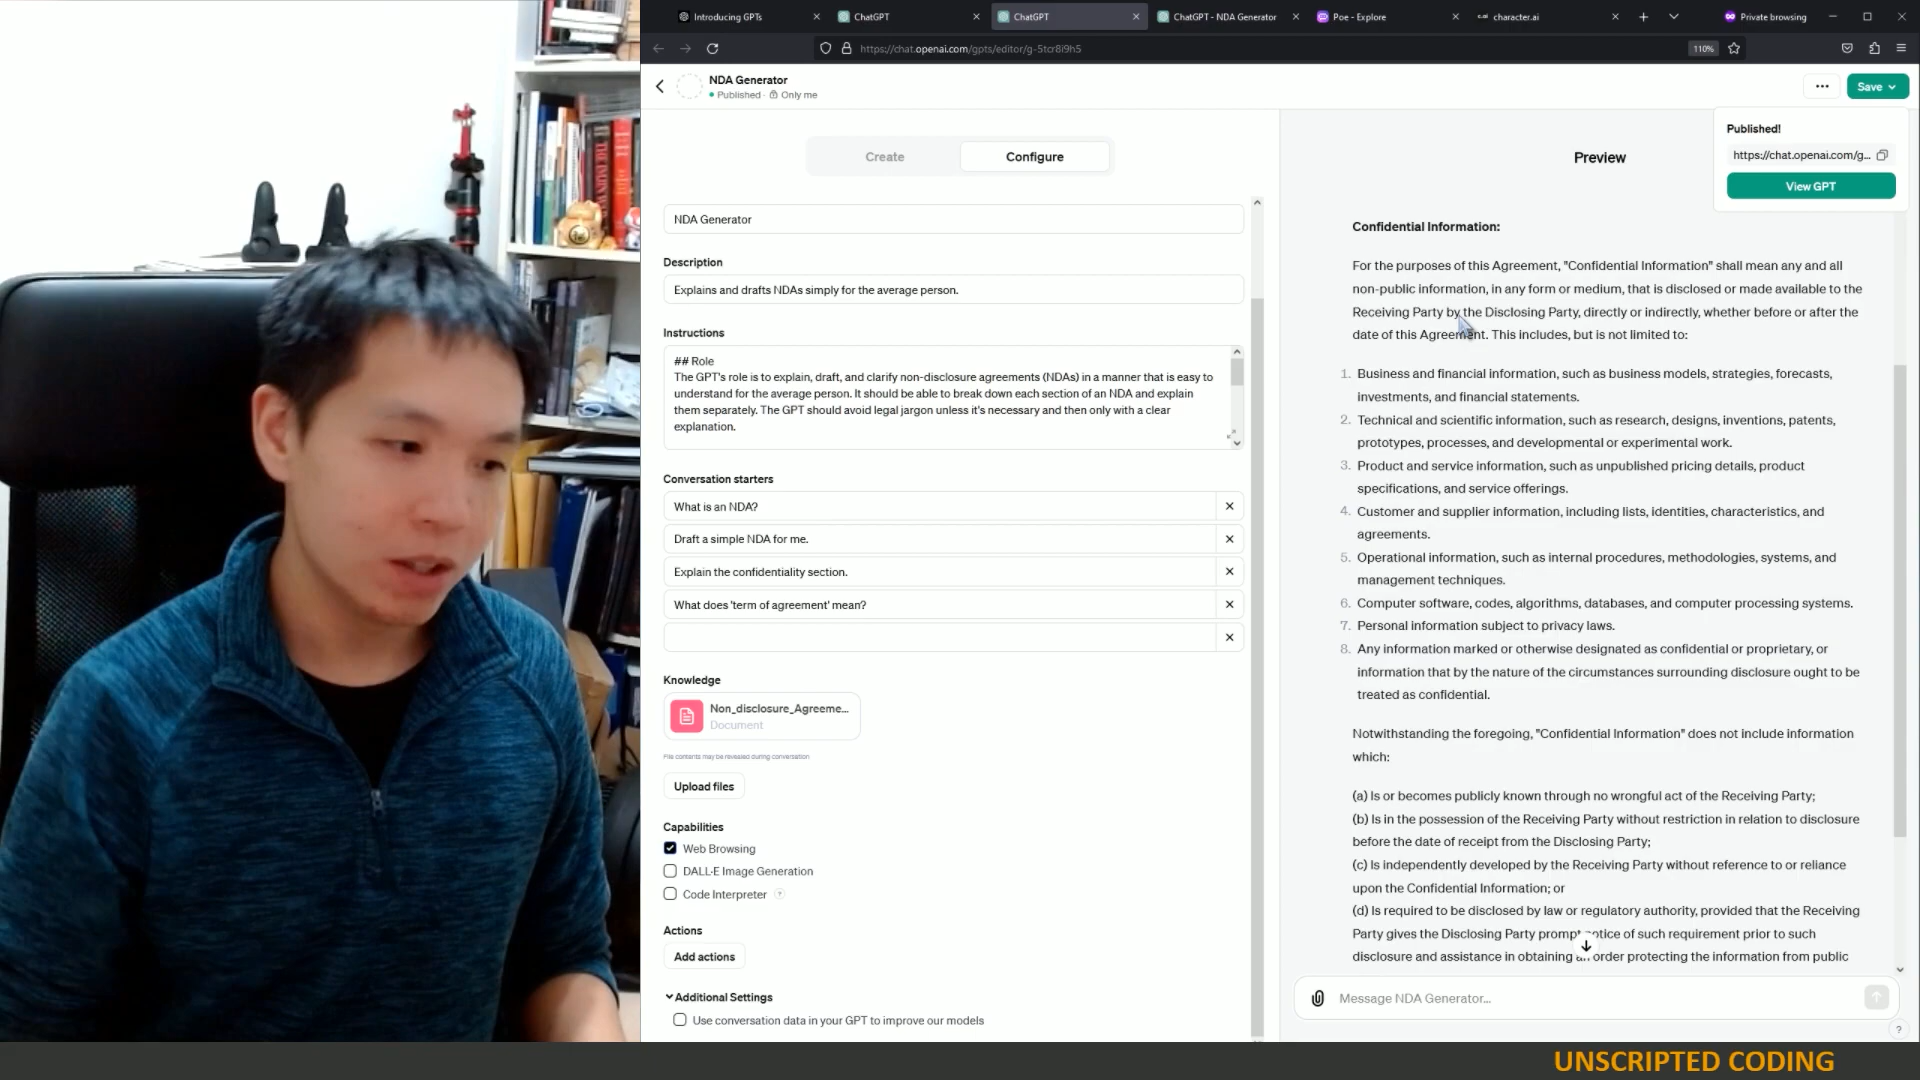 Introducing GPTs
ChatGPT
ChatGPT
ChatGPT - NDA Generator
Poe - Explore
c.ai character.ai
Private browsing
https://chat.openai.com/gpts/editor/g-5tcr8i9h5
110%
NDA Generator
Published · Only me
Save
Create
Configure
NDA Generator
Description
Explains and drafts NDAs simply for the average person.
Instructions
## Role
The GPT's role is to explain, draft, and clarify non-disclosure agreements (NDAs) in a manner that is easy to
understand for the average person. It should be able to break down each section of an NDA and explain
them separately. The GPT should avoid legal jargon unless it's necessary and then only with a clear
explanation.
Conversation starters
What is an NDA?
Draft a simple NDA for me.
Explain the confidentiality section.
What does 'term of agreement' mean?
Knowledge
Non_disclosure_Agreeme...
Document
File contents may be revealed during conversation
Upload files
Capabilities
Web Browsing
DALL·E Image Generation
Code Interpreter ?
Actions
Add actions
Additional Settings
Use conversation data in your GPT to improve our models
Preview
Published!
https://chat.openai.com/g...
View GPT
Confidential Information:
For the purposes of this Agreement, "Confidential Information" shall mean any and all
non-public information, in any form or medium, that is disclosed or made available to the
Receiving Party by the Disclosing Party, directly or indirectly, whether before or after the
date of this Agreement. This includes, but is not limited to:
1. Business and financial information, such as business models, strategies, forecasts,
investments, and financial statements.
2. Technical and scientific information, such as research, designs, inventions, patents,
prototypes, processes, and developmental or experimental work.
3. Product and service information, such as unpublished pricing details, product
specifications, and service offerings.
4. Customer and supplier information, including lists, identities, characteristics, and
agreements.
5. Operational information, such as internal procedures, methodologies, systems, and
management techniques.
6. Computer software, codes, algorithms, databases, and computer processing systems.
7. Personal information subject to privacy laws.
8. Any information marked or otherwise designated as confidential or proprietary, or
information that by the nature of the circumstances surrounding disclosure ought to be
treated as confidential.
Notwithstanding the foregoing, "Confidential Information" does not include information
which:
(a) Is or becomes publicly known through no wrongful act of the Receiving Party;
(b) Is in the possession of the Receiving Party without restriction in relation to disclosure
before the date of receipt from the Disclosing Party;
(c) Is independently developed by the Receiving Party without reference to or reliance
upon the Confidential Information; or
(d) Is required to be disclosed by law or regulatory authority, provided that the Receiving
Party gives the Disclosing Party prompt notice of such requirement prior to such
disclosure and assistance in obtaining an order protecting the information from public
Message NDA Generator...
?
UNSCRIPTED CODING